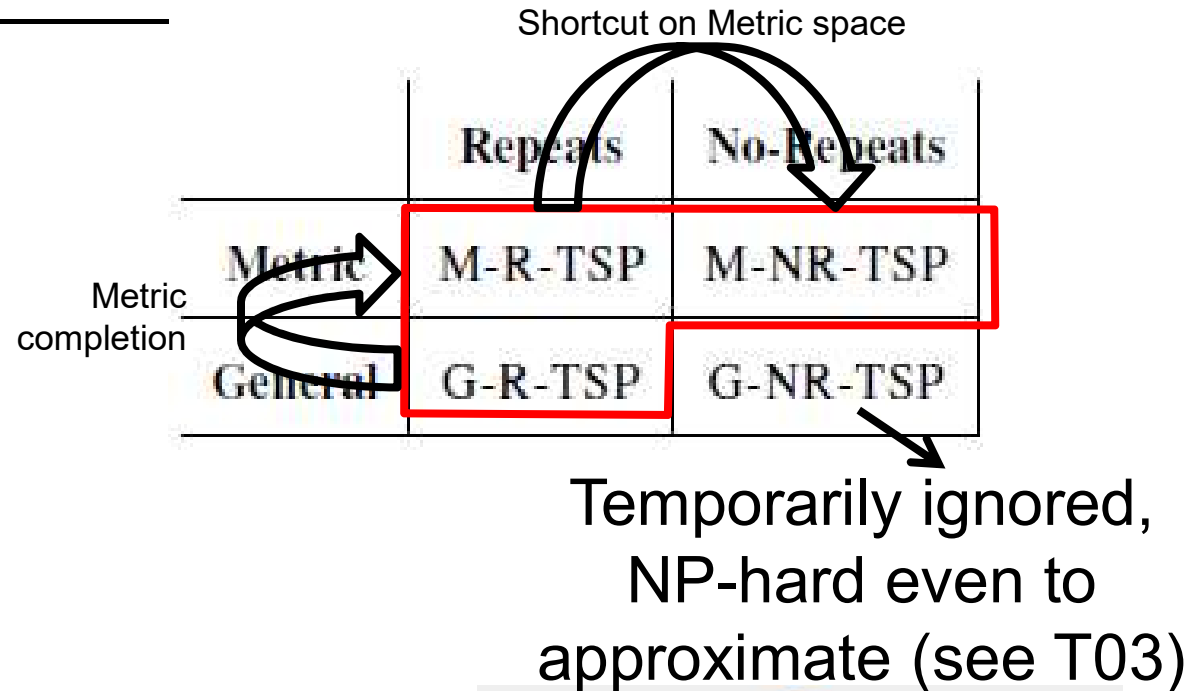 Shortcut on Metric space
Repeats No-Repeats
Metric M-R-TSP M-NR-TSP
Metric
completion
General G-R-TSP G-NR-TSP
Temporarily ignored,
NP-hard even to
approximate (see T03)